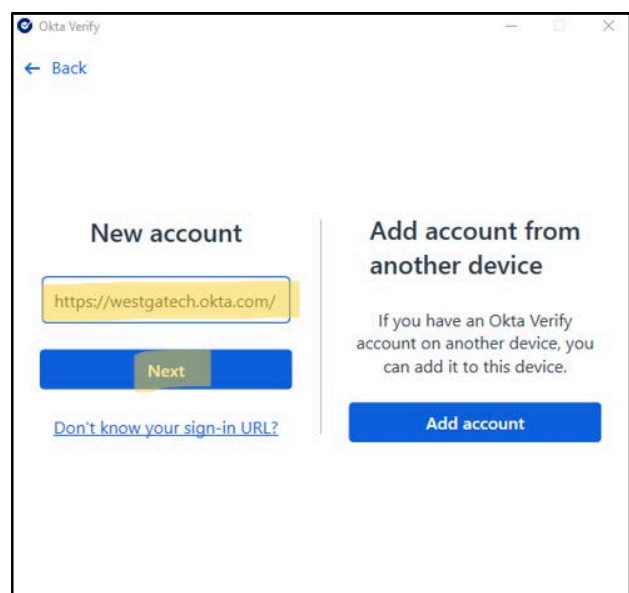 Okta Verify
← Back
New account
https://westgatech.okta.com/
Next
Don't know your sign-in URL?
Add account from
another device
If you have an Okta Verify
account on another device, you
can add it to this device.
Add account